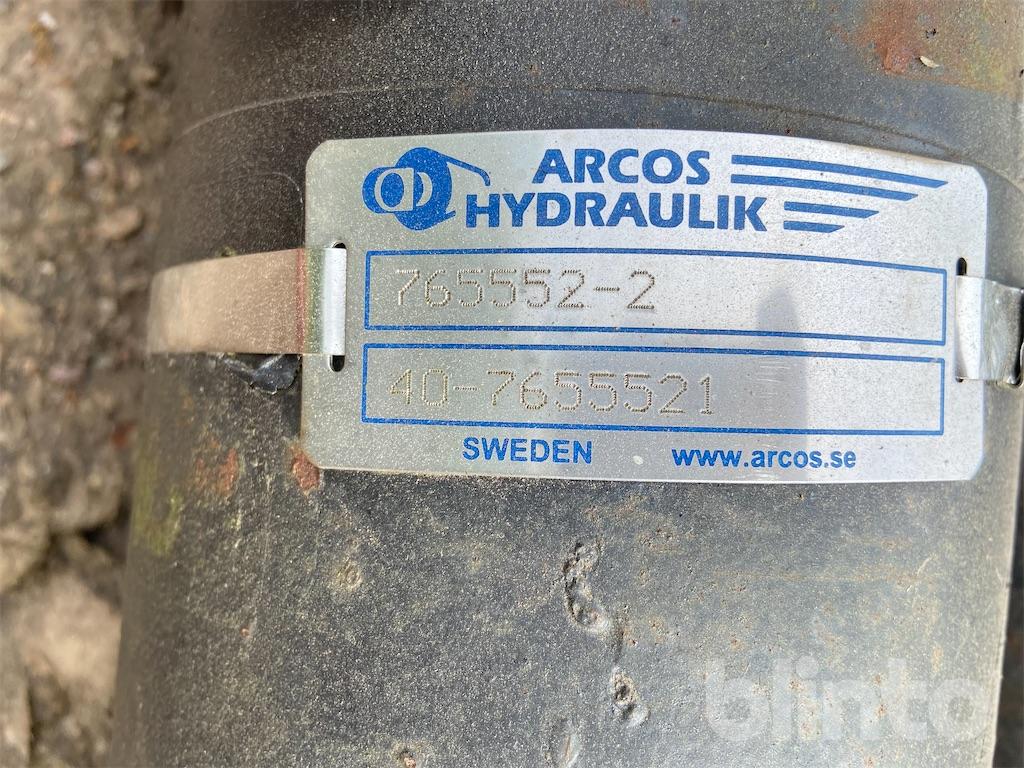 ARCOS
HYDRAULIK
765552-2
40-7655521
SWEDEN www.arcos.se
blinto